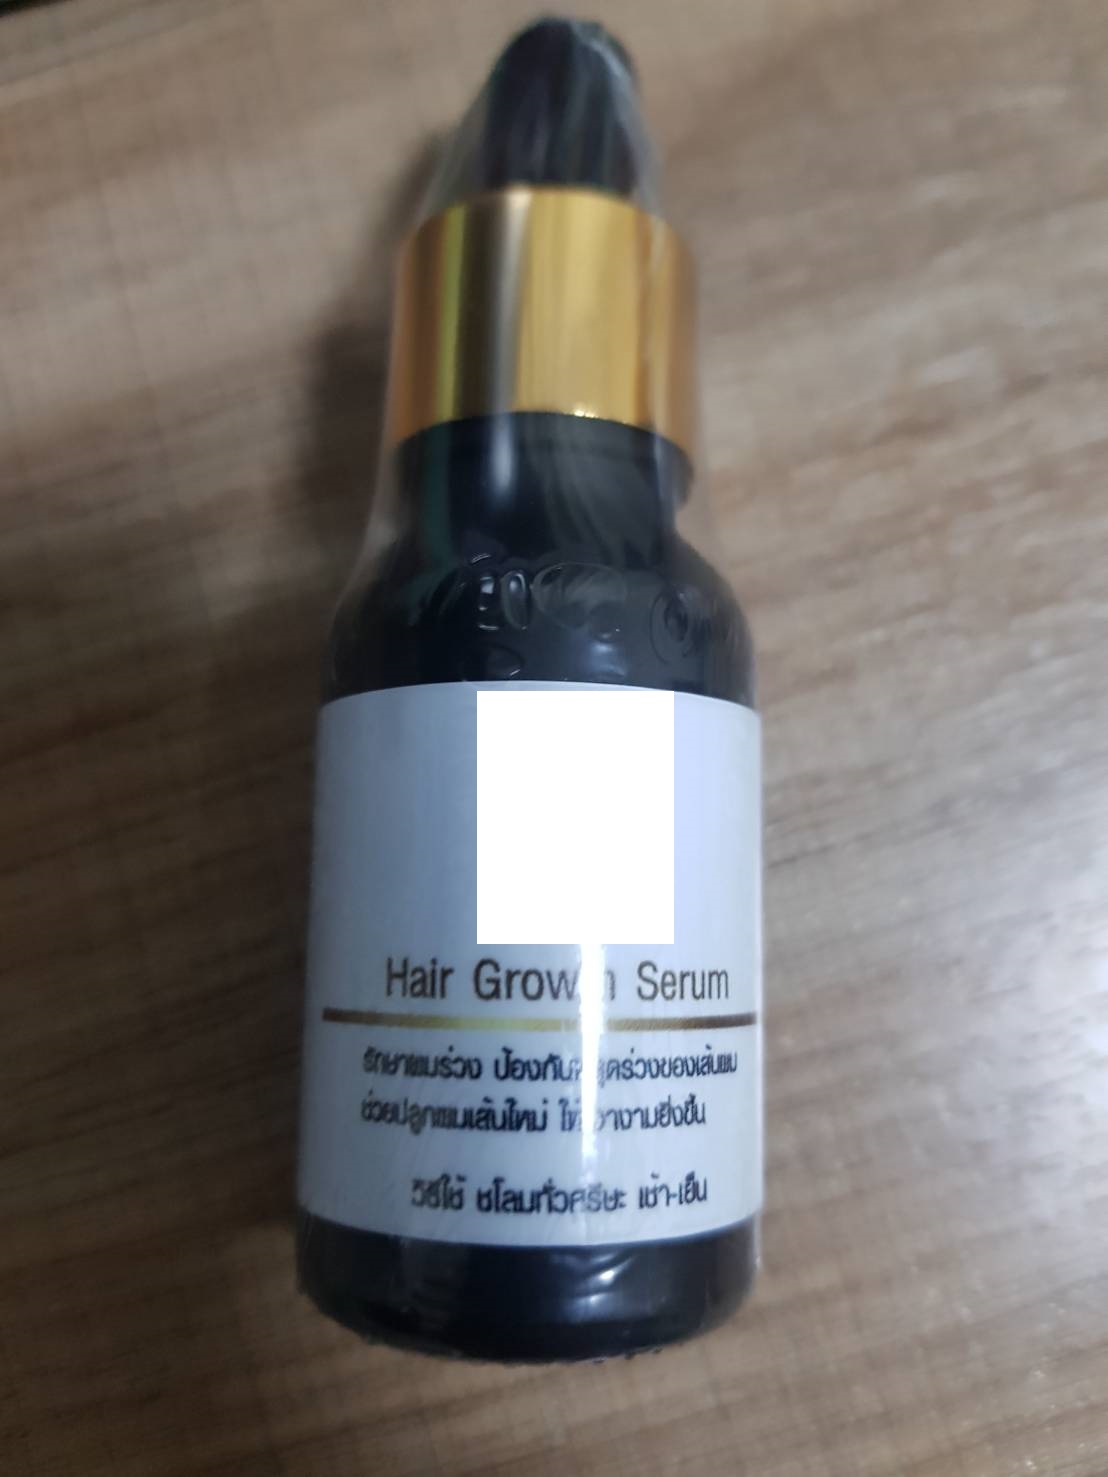 Hair Growth Serum
รักษาผมร่วง ป้องกันหลุดร่วงของเส้นผม
ช่วยปลูกผมเส้นใหม่ ให้ดกงามยิ่งขึ้น
วิธีใช้ ชโลมทั่วศรีษะ เช้า-เย็น